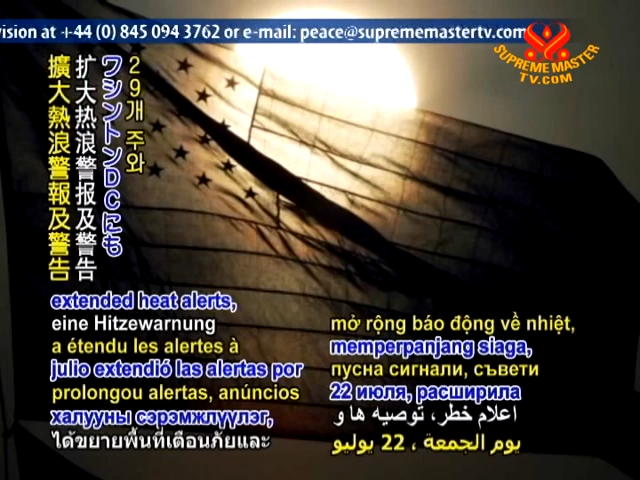 vision at +44 (0) 845 094 3762 or e-mail: peace@suprememastertv.com
SUPREME MASTER
TV.COM
擴大熱浪警報及警告
扩大热浪警报及警告
ワシントンDCにも
29개 주와
extended heat alerts,
eine Hitzewarnung
a étendu les alertes à
julio extendió las alertas por
prolongou alertas, anúncios
халууны сэрэмжлүүлэг,
ได้ขยายพื้นที่เตือนภัยและ
mở rộng báo động về nhiệt,
memperpanjang siaga,
пусна сигнали, съвети
22 июля, расширила
اعلام خطر، توصیه ها و
يوم الجمعة ، 22 يوليو